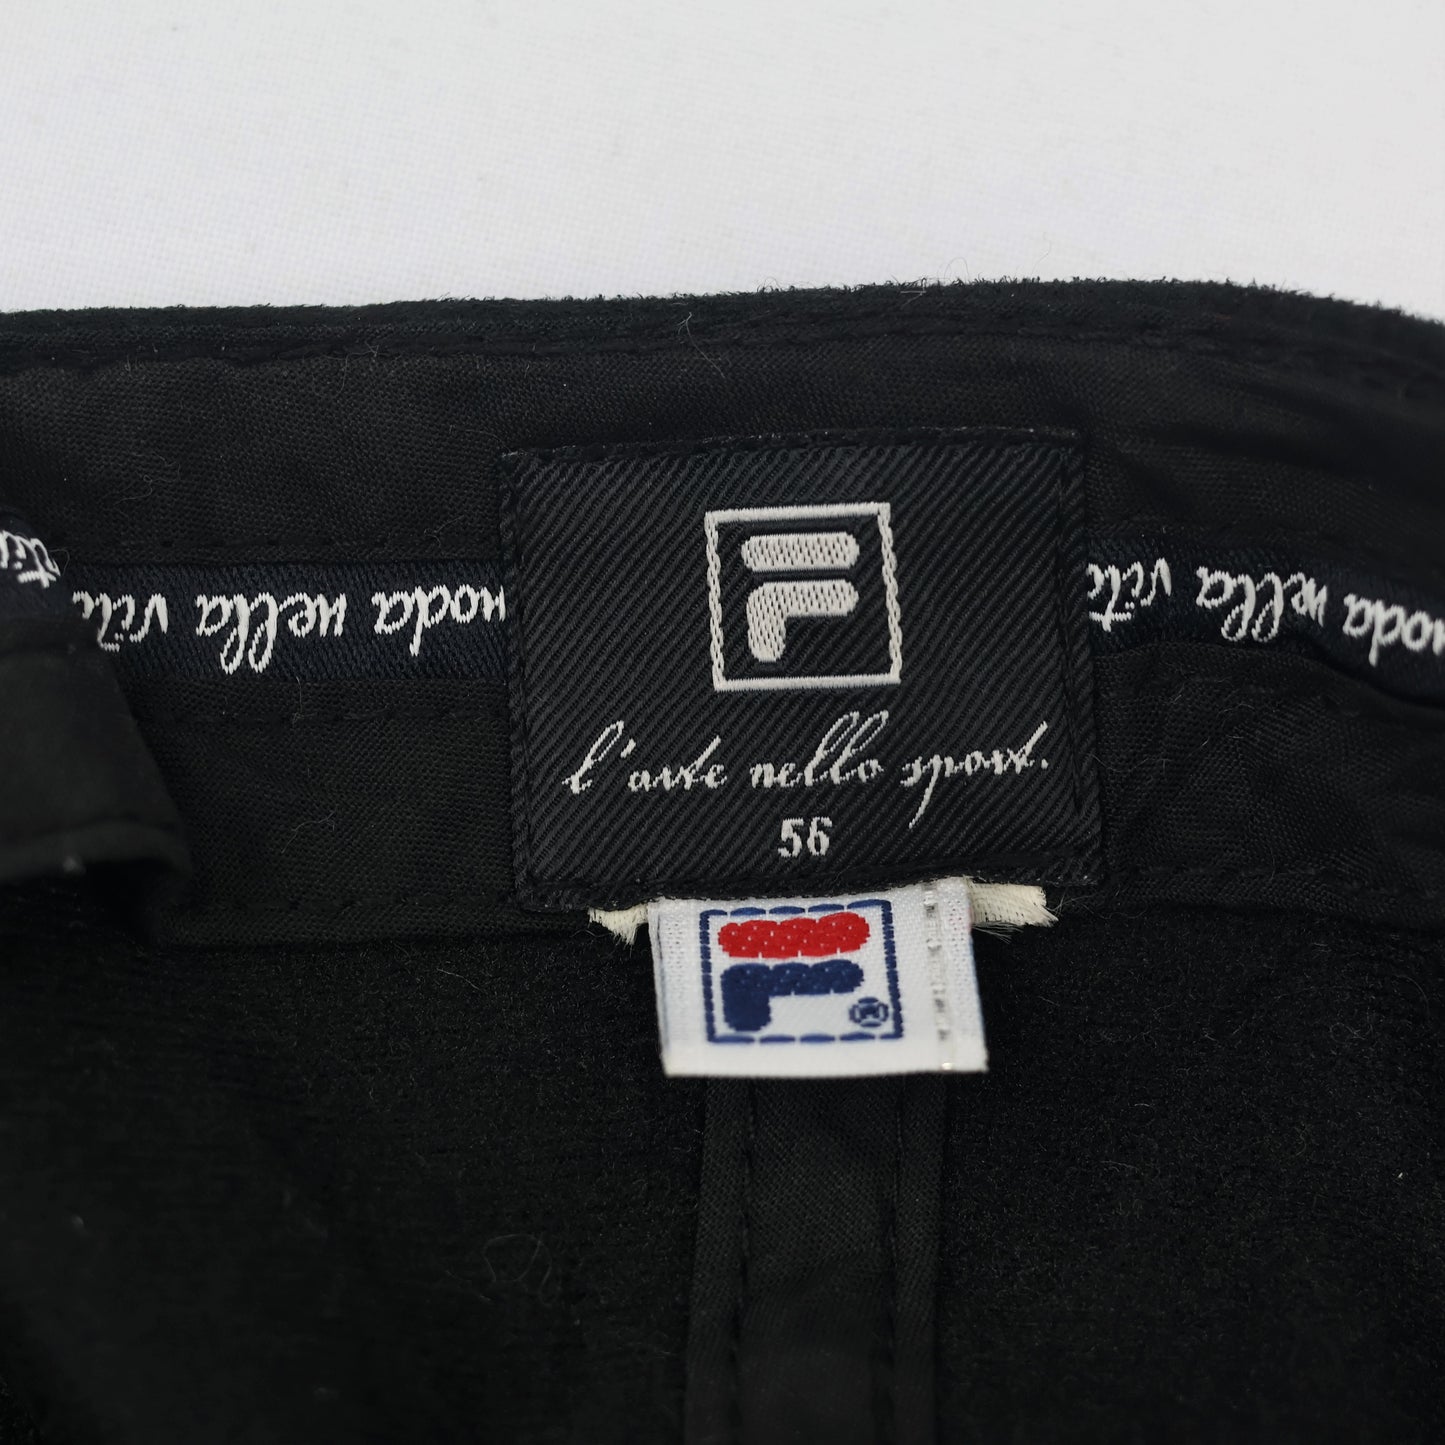 vita nella moda
F
l'arte nello sport.
56
vita nella moda
F ®